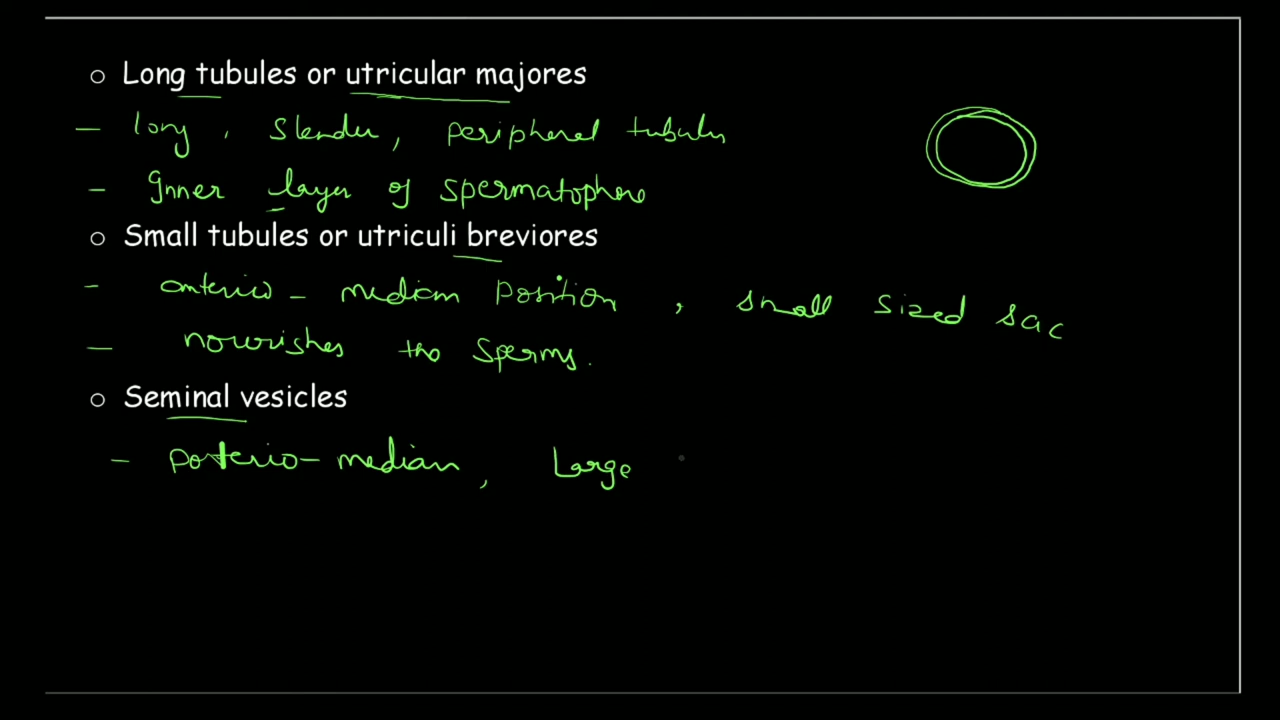 ○ Long tubules or utricular majores
– long, slender, peripheral tubules
– Inner layer of spermatophore
○ Small tubules or utriculi breviores
- anterio - median position, small sized sac
– nourishes the sperms.
○ Seminal vesicles
– Posterio-median, Large